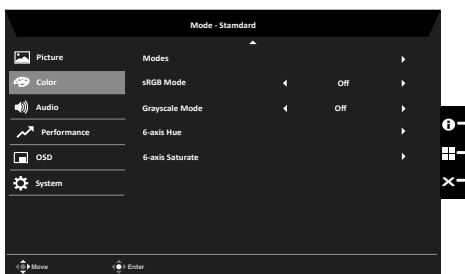 Mode - Standard
Picture
Color
Audio
Performance
OSD
System
Modes
sRGB Mode Off
Grayscale Mode Off
6-axis Hue
6-axis Saturate
Move Enter